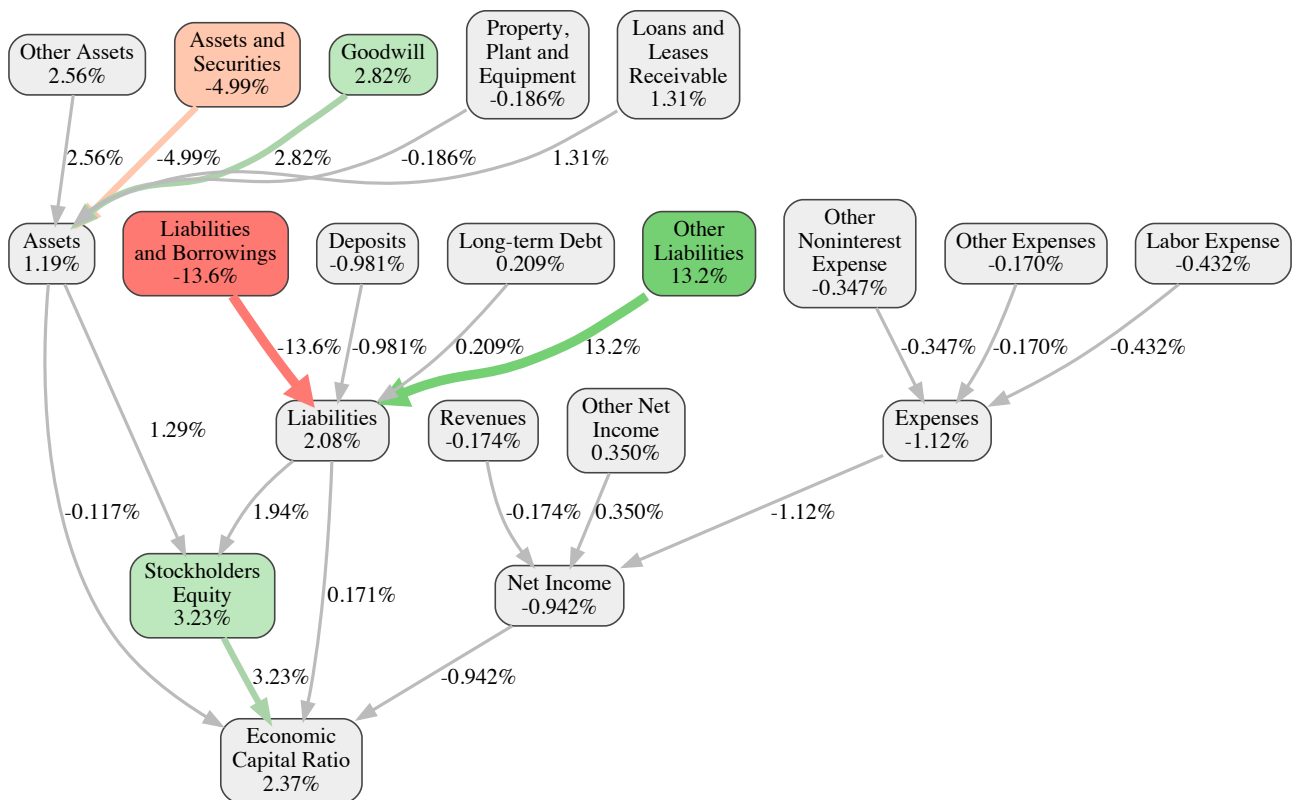 Other Assets
2.56%
Assets and
Securities
-4.99%
Goodwill
2.82%
Property,
Plant and
Equipment
-0.186%
Loans and
Leases
Receivable
1.31%
2.56%
-4.99%
2.82%
-0.186%
1.31%
Assets
1.19%
Liabilities
and Borrowings
-13.6%
Deposits
-0.981%
Long-term Debt
0.209%
Other
Liabilities
13.2%
Other
Noninterest
Expense
-0.347%
Other Expenses
-0.170%
Labor Expense
-0.432%
-13.6%
-0.981%
0.209%
13.2%
-0.347%
-0.170%
-0.432%
Liabilities
2.08%
Revenues
-0.174%
Other Net
Income
0.350%
Expenses
-1.12%
1.29%
-0.117%
1.94%
-0.174%
0.350%
-1.12%
Stockholders
Equity
3.23%
0.171%
Net Income
-0.942%
3.23%
-0.942%
Economic
Capital Ratio
2.37%